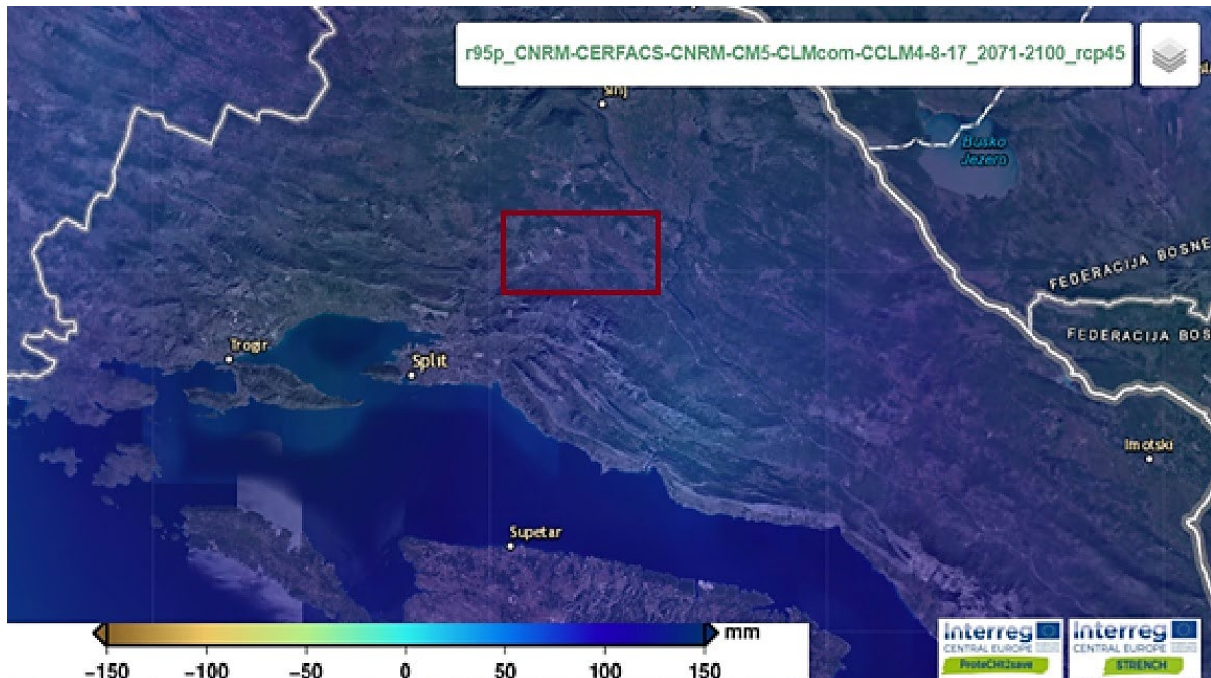 r95p_CNRM-CERFACS-CNRM-CM5-CLMcom-CCLM4-8-17_2071-2100_rcp45
Sinj
Busko
Jezero
FEDERACIJA BOSNE
FEDERACIJA BOS
Trogir
Split
Imotski
Supetar
mm
−150 −100 −50 0 50 100 150
Interreg
CENTRAL EUROPE
ProteCHt2save
Interreg
CENTRAL EUROPE
STRENCH